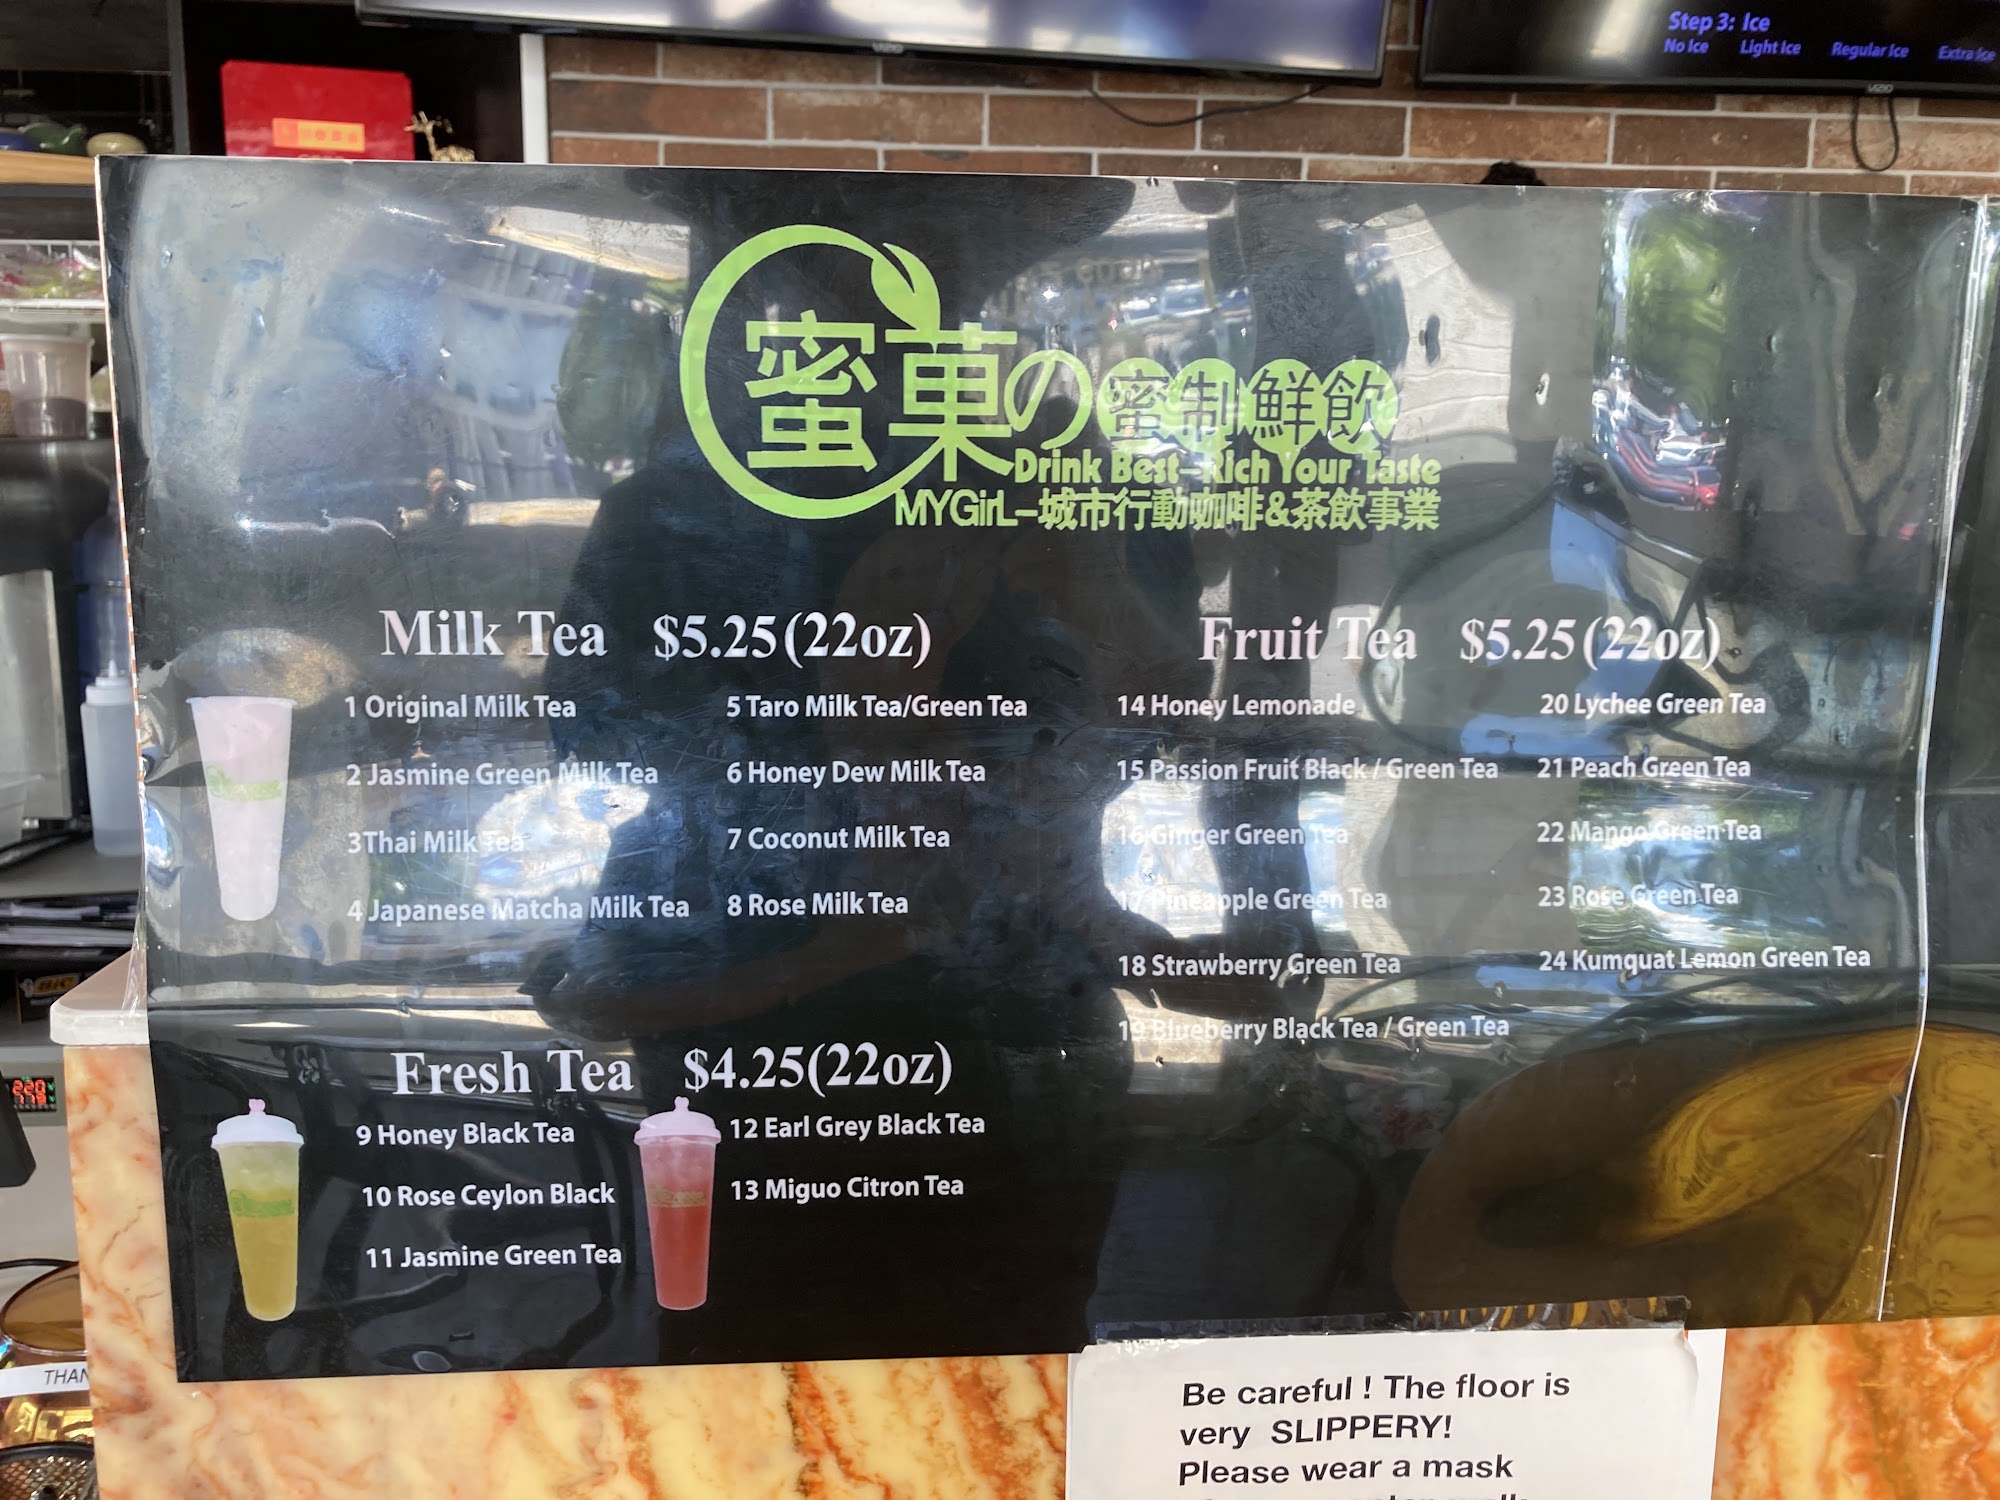 Step 3: Ice
No Ice Light Ice Regular Ice Extra Ice
VIZIO
VIZIO
蜜菓の蜜制鮮飲
Drink Best-Rich Your Taste
MYGirL-城市行動咖啡&茶飲事業
Milk Tea $5.25(22oz)
1 Original Milk Tea
2 Jasmine Green Milk Tea
3Thai Milk Tea
4 Japanese Matcha Milk Tea
5 Taro Milk Tea/Green Tea
6 Honey Dew Milk Tea
7 Coconut Milk Tea
8 Rose Milk Tea
Fresh Tea $4.25(22oz)
9 Honey Black Tea
10 Rose Ceylon Black
11 Jasmine Green Tea
12 Earl Grey Black Tea
13 Miguo Citron Tea
Fruit Tea $5.25(22oz)
14 Honey Lemonade
15 Passion Fruit Black / Green Tea
16 Ginger Green Tea
17 Pineapple Green Tea
18 Strawberry Green Tea
19 Blueberry Black Tea / Green Tea
20 Lychee Green Tea
21 Peach Green Tea
22 Mango Green Tea
23 Rose Green Tea
24 Kumquat Lemon Green Tea
BIC
THAN
Be careful ! The floor is
very SLIPPERY!
Please wear a mask